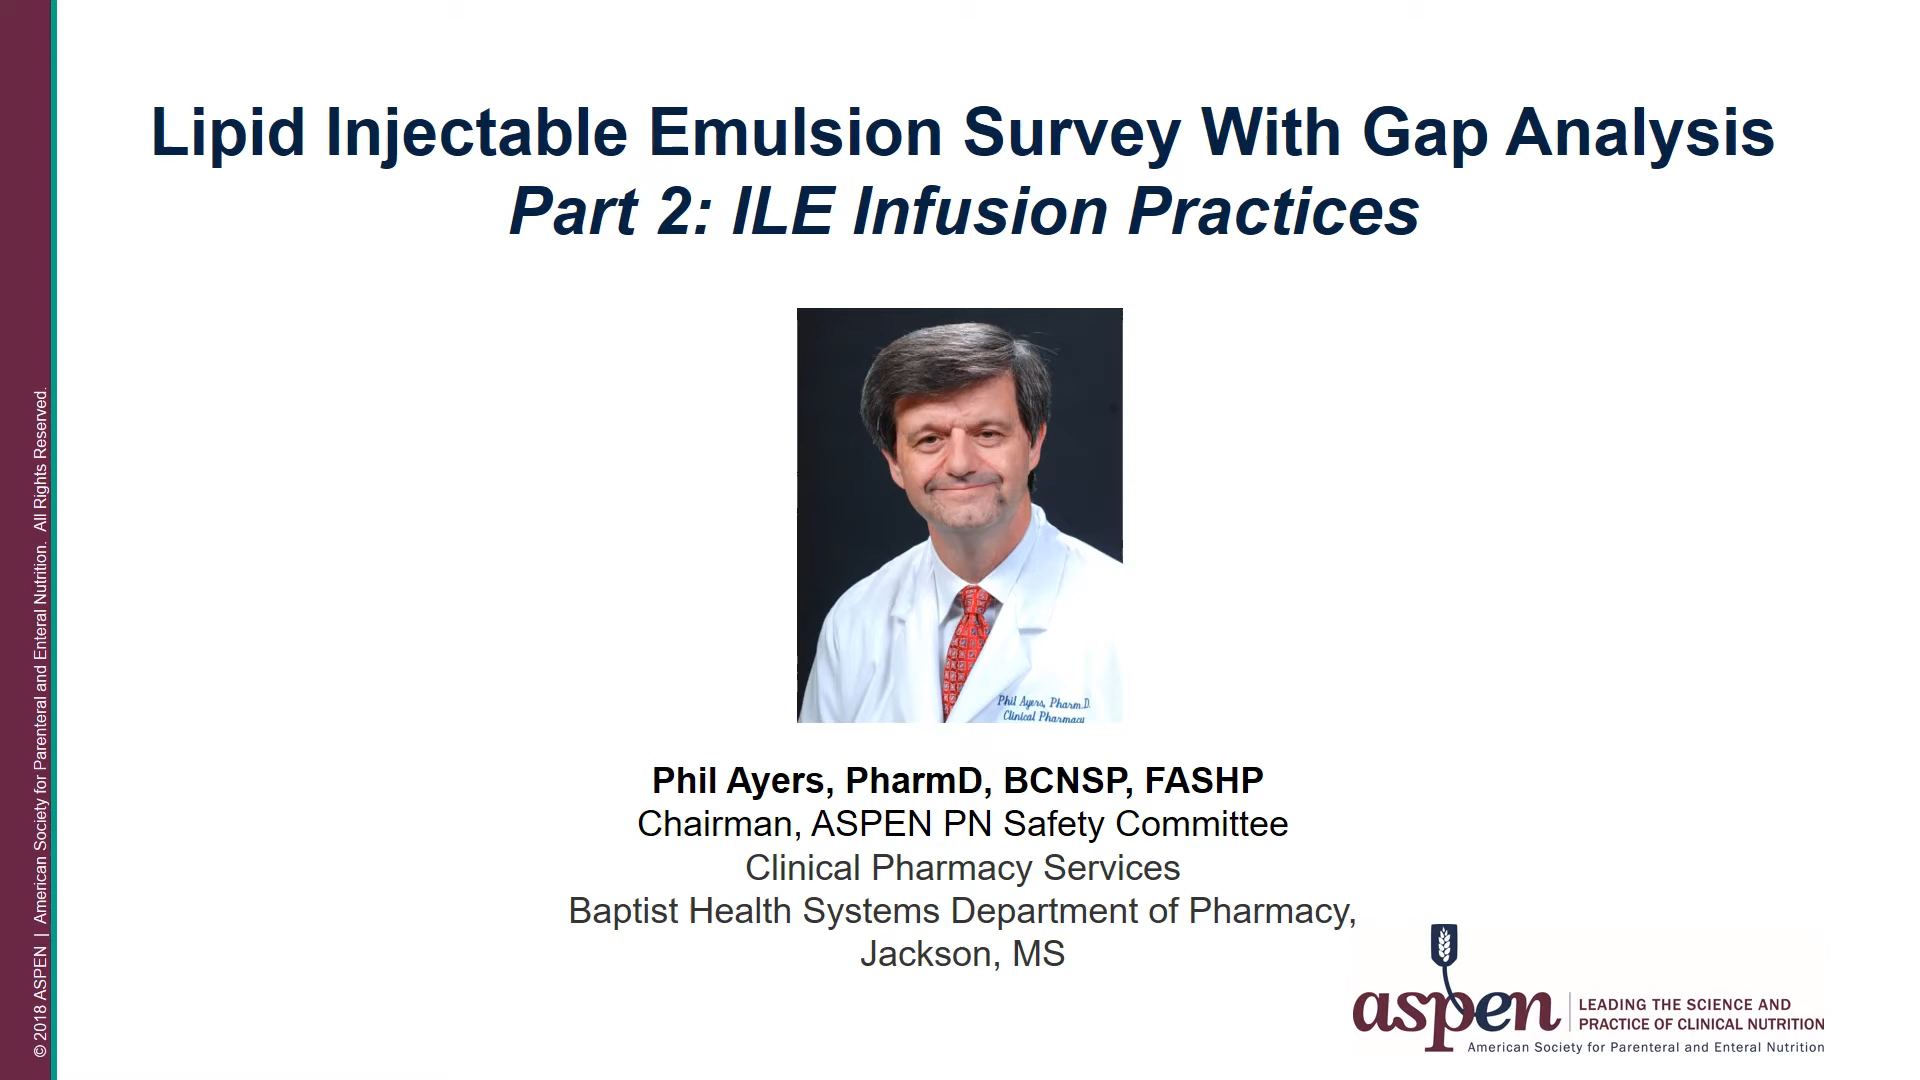 Lipid Injectable Emulsion Survey With Gap Analysis
Part 2: ILE Infusion Practices
Phil Ayers, Pharm.D.
Clinical Pharmacy
Phil Ayers, PharmD, BCNSP, FASHP
Chairman, ASPEN PN Safety Committee
Clinical Pharmacy Services
Baptist Health Systems Department of Pharmacy,
Jackson, MS
aspen
LEADING THE SCIENCE AND
PRACTICE OF CLINICAL NUTRITION
American Society for Parenteral and Enteral Nutrition
© 2018 ASPEN | American Society for Parenteral and Enteral Nutrition. All Rights Reserved.